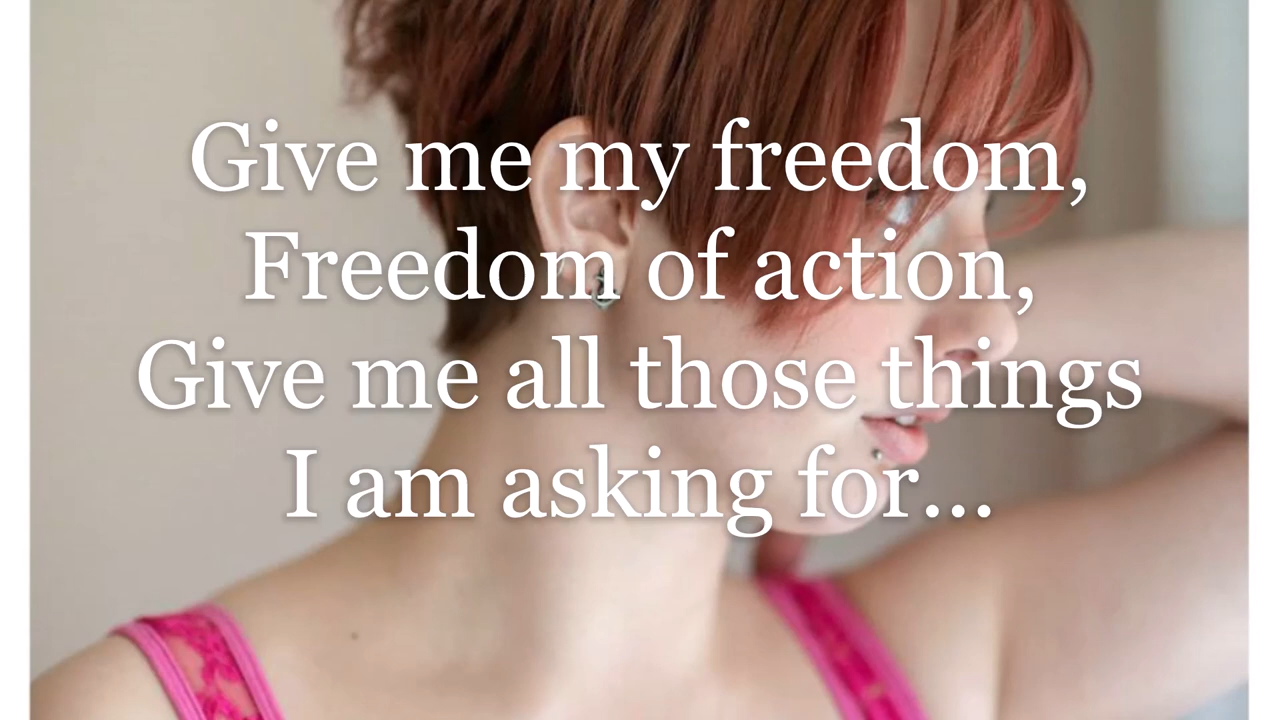 Give me my freedom,
Freedom of action,
Give me all those things
I am asking for...